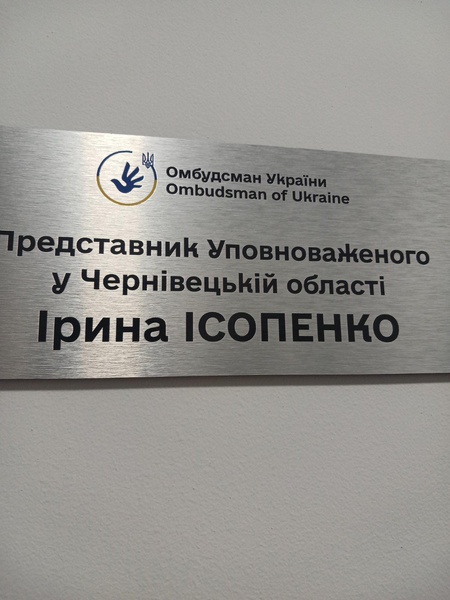 Омбудсман України
Ombudsman of Ukraine
Представник Уповноваженого
у Чернівецькій області
Ірина ІСОПЕНКО